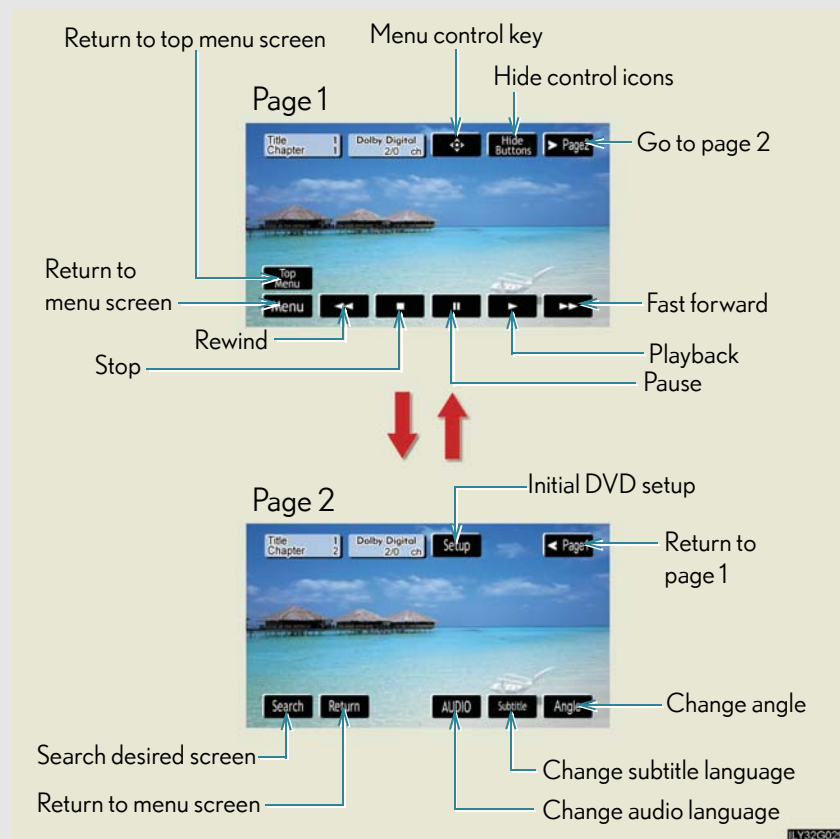 Return to top menu screen
Menu control key
Hide control icons
Page 1
Title 1
Chapter 1
Dolby Digital
2/0 ch
Hide
Buttons
Page2
Go to page 2
Top
Menu
Return to
menu screen
Menu
Fast forward
Rewind
Playback
Stop
Pause
Initial DVD setup
Page 2
Title 1
Chapter 2
Dolby Digital
2/0 ch
Setup
Page1
Return to
page 1
Search
Return
AUDIO
Subtitle
Angle
Change angle
Search desired screen
Change subtitle language
Return to menu screen
Change audio language